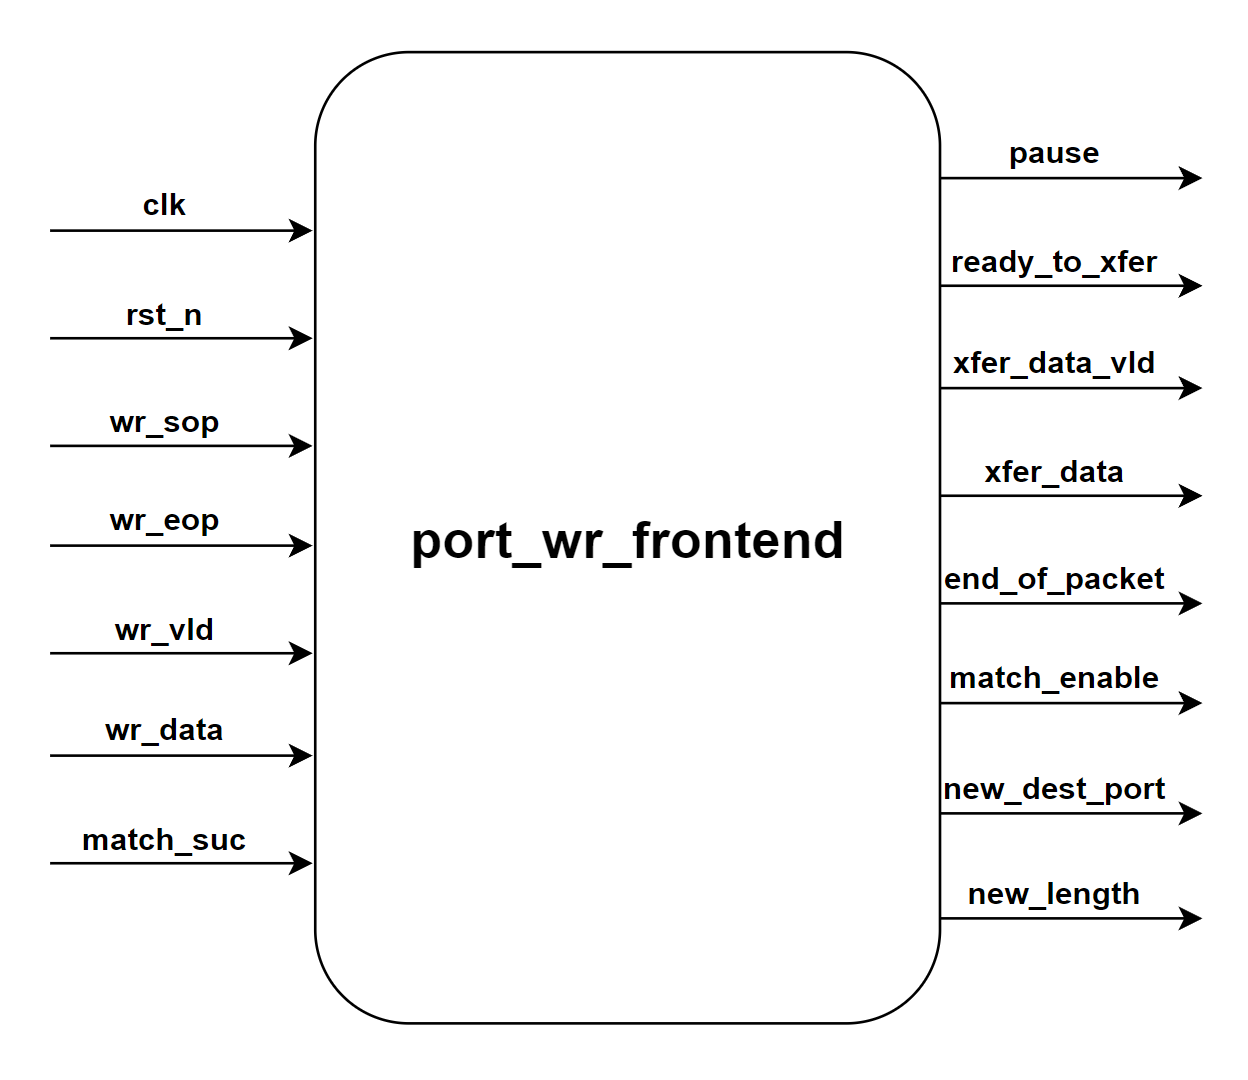 clk
rst_n
wr_sop
wr_eop
wr_vld
wr_data
match_suc
port_wr_frontend
pause
ready_to_xfer
xfer_data_vld
xfer_data
end_of_packet
match_enable
new_dest_port
new_length